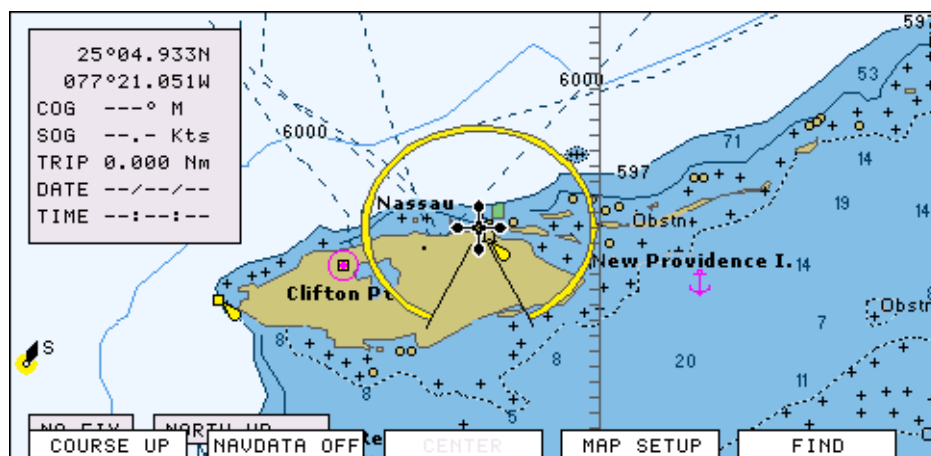 597
25°04.933N
077°21.051W
COG ---° M
SOG --.- Kts
TRIP 0.000 Nm
DATE --/--/--
TIME --:--:--
6000
53
6000
71
14
597
Nassau
19
Obstn
New Providence I.
14
Clifton Pt
Obstn
7
S
8
8
20
8
11
5
NO FIX
NORTH UP
COURSE UP
NAVDATA OFF
CENTER
MAP SETUP
FIND